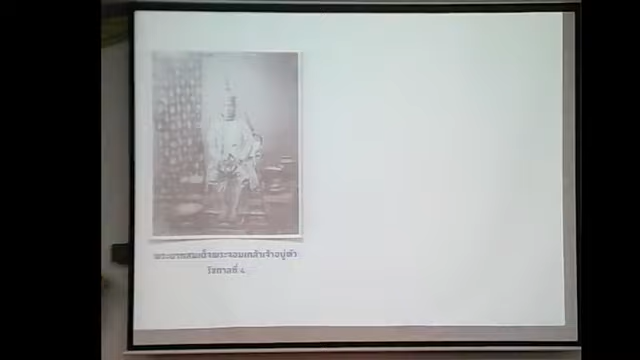 พระบาทสมเด็จพระจอมเกล้าเจ้าอยู่หัว
รัชกาลที่ ๔